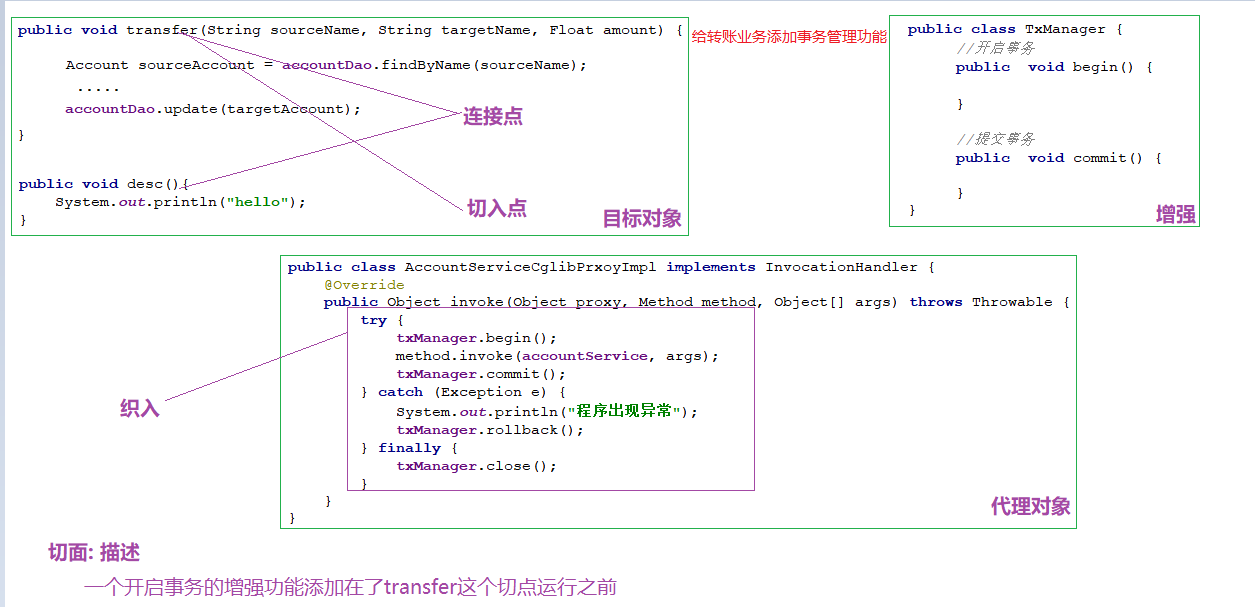 public void transfer(String sourceName, String targetName, Float amount) {
Account sourceAccount = accountDao.findByName(sourceName);
.....
accountDao.update(targetAccount);
}
public void desc(){
System.out.println("hello");
}
连接点
切入点
目标对象
给转账业务添加事务管理功能
public class TxManager {
//开启事务
public void begin() {
}
//提交事务
public void commit() {
}
}
增强
public class AccountServiceCglibPrxoyImpl implements InvocationHandler {
@Override
public Object invoke(Object proxy, Method method, Object[] args) throws Throwable {
try {
txManager.begin();
method.invoke(accountService, args);
txManager.commit();
} catch (Exception e) {
System.out.println("程序出现异常");
txManager.rollback();
} finally {
txManager.close();
}
}
}
织入
代理对象
切面: 描述
一个开启事务的增强功能添加在了transfer这个切点运行之前